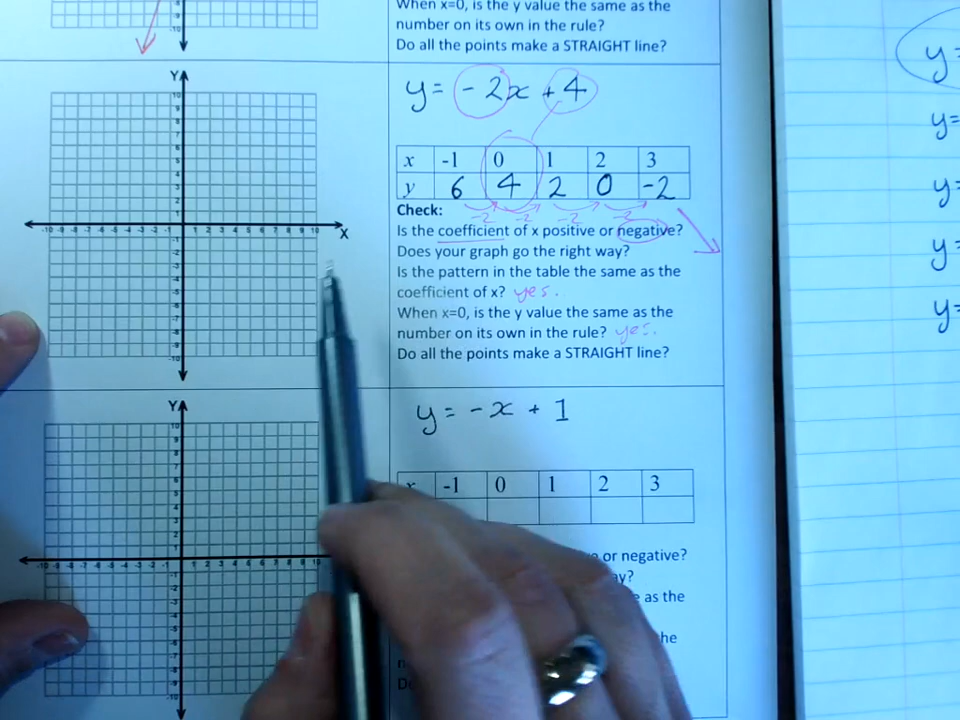 When x=0, is the y value the same as the
number on its own in the rule?
Do all the points make a STRAIGHT line?
Y
X
y = -2x + 4
x -1 0 1 2 3
y 6 4 2 0 -2
-2 -2 -2 -2
Check:
Is the coefficient of x positive or negative?
Does your graph go the right way?
Is the pattern in the table the same as the
coefficient of x? yes.
When x=0, is the y value the same as the
number on its own in the rule? yes.
Do all the points make a STRAIGHT line?
Y
y = -x + 1
x -1 0 1 2 3
or negative?
as the
y=
y=
y=
y=
y=